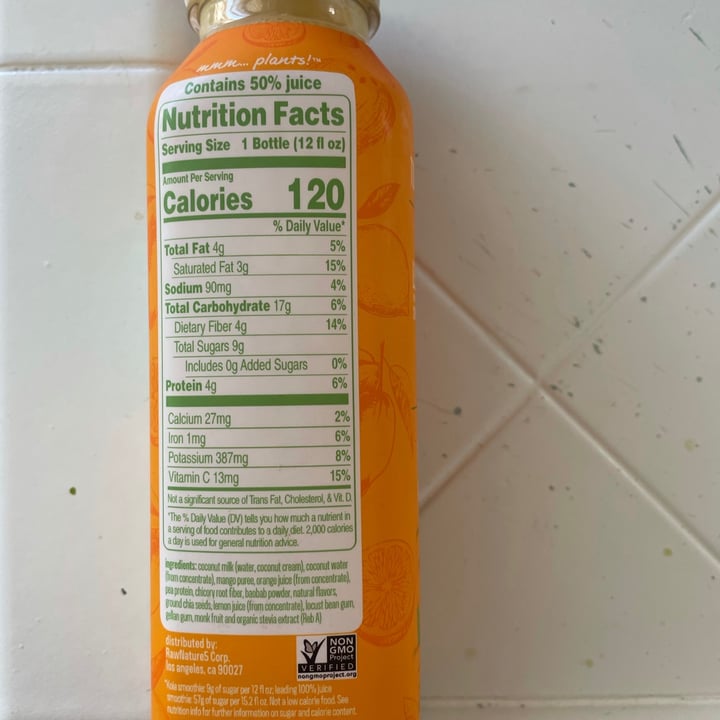 mmm... plants!™
Contains 50% juice
Nutrition Facts
Serving Size 1 Bottle (12 fl oz)
Amount Per Serving
Calories 120
% Daily Value*
Total Fat 4g 5%
Saturated Fat 3g 15%
Sodium 90mg 4%
Total Carbohydrate 17g 6%
Dietary Fiber 4g 14%
Total Sugars 9g
Includes 0g Added Sugars 0%
Protein 4g 6%
Calcium 27mg 2%
Iron 1mg 6%
Potassium 387mg 8%
Vitamin C 13mg 15%
Not a significant source of Trans Fat, Cholesterol, & Vit. D.
*The % Daily Value (DV) tells you how much a nutrient in
a serving of food contributes to a daily diet. 2,000 calories
a day is used for general nutrition advice.
ingredients: coconut milk (water, coconut cream), coconut water
(from concentrate), mango puree, orange juice (from concentrate),
pea protein, chicory root fiber, baobab powder, natural flavors,
ground chia seeds, lemon juice (from concentrate), locust bean gum,
gellan gum, monk fruit and organic stevia extract (Reb A)
distributed by:
RawNature5 Corp.
los angeles, ca 90027
NON
GMO
Project
VERIFIED
nongmoproject.org
*Koia smoothie: 9g of sugar per 12 fl oz, leading 100% juice
smoothie: 57g of sugar per 15.2 fl oz. Not a low calorie food. See
nutrition info for further information on sugar and calorie content.